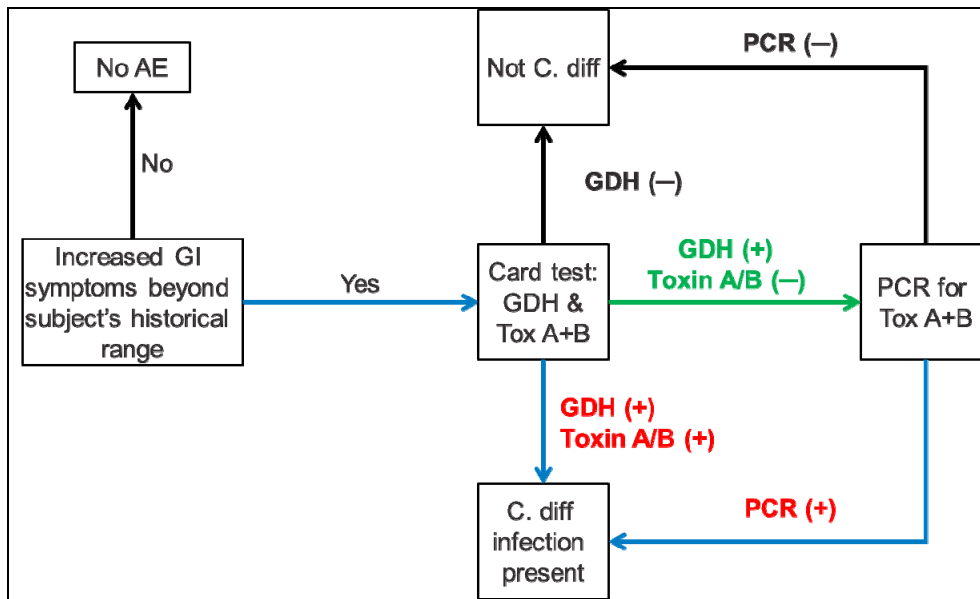 No AE
Not C. diff
PCR (—)
No
GDH (—)
Increased GI
symptoms beyond
subject's historical
range
Yes
Card test:
GDH &
Tox A+B
GDH (+)
Toxin A/B (—)
PCR for
Tox A+B
GDH (+)
Toxin A/B (+)
C. diff
infection
present
PCR (+)